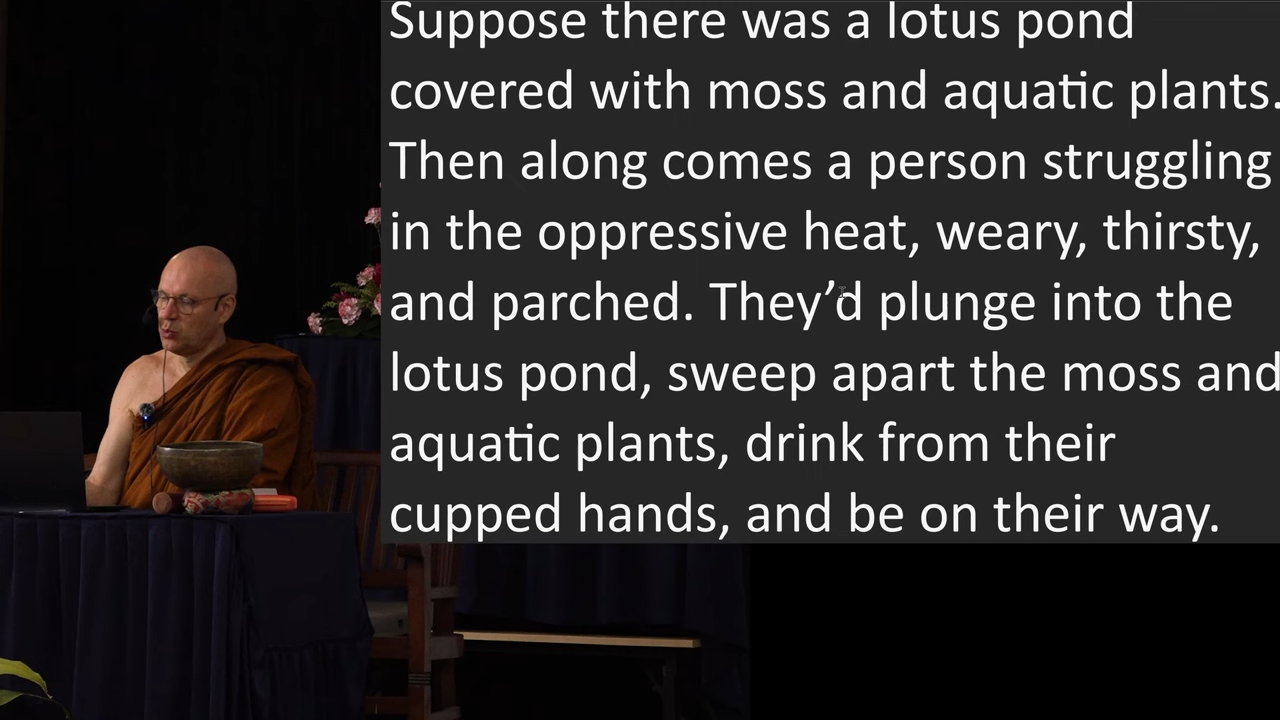 Suppose there was a lotus pond
covered with moss and aquatic plants.
Then along comes a person struggling
in the oppressive heat, weary, thirsty,
and parched. They’d plunge into the
lotus pond, sweep apart the moss and
aquatic plants, drink from their
cupped hands, and be on their way.